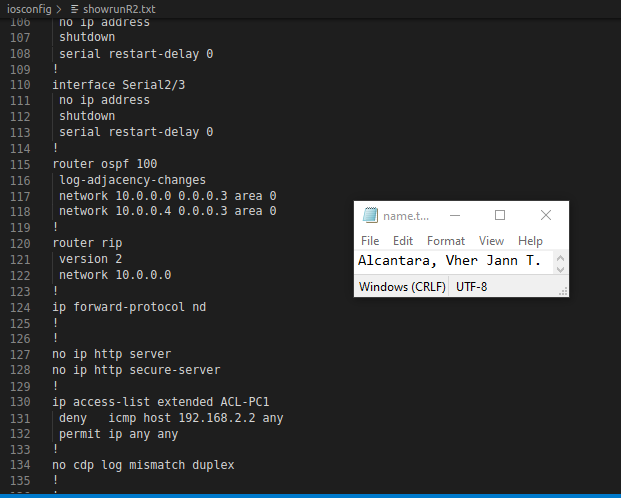 iosconfig > showrunR2.txt
106 no ip address
107 shutdown
108 serial restart-delay 0
109 !
110 interface Serial2/3
111 no ip address
112 shutdown
113 serial restart-delay 0
114 !
115 router ospf 100
116 log-adjacency-changes
117 network 10.0.0.0 0.0.0.3 area 0
118 network 10.0.0.4 0.0.0.3 area 0
119 !
120 router rip
121 version 2
122 network 10.0.0.0
123 !
124 ip forward-protocol nd
125 !
126 !
127 no ip http server
128 no ip http secure-server
129 !
130 ip access-list extended ACL-PC1
131 deny   icmp host 192.168.2.2 any
132 permit ip any any
133 !
134 no cdp log mismatch duplex
135 !
name.t...
File Edit Format View Help
Alcantara, Vher Jann T.
Windows (CRLF) UTF-8